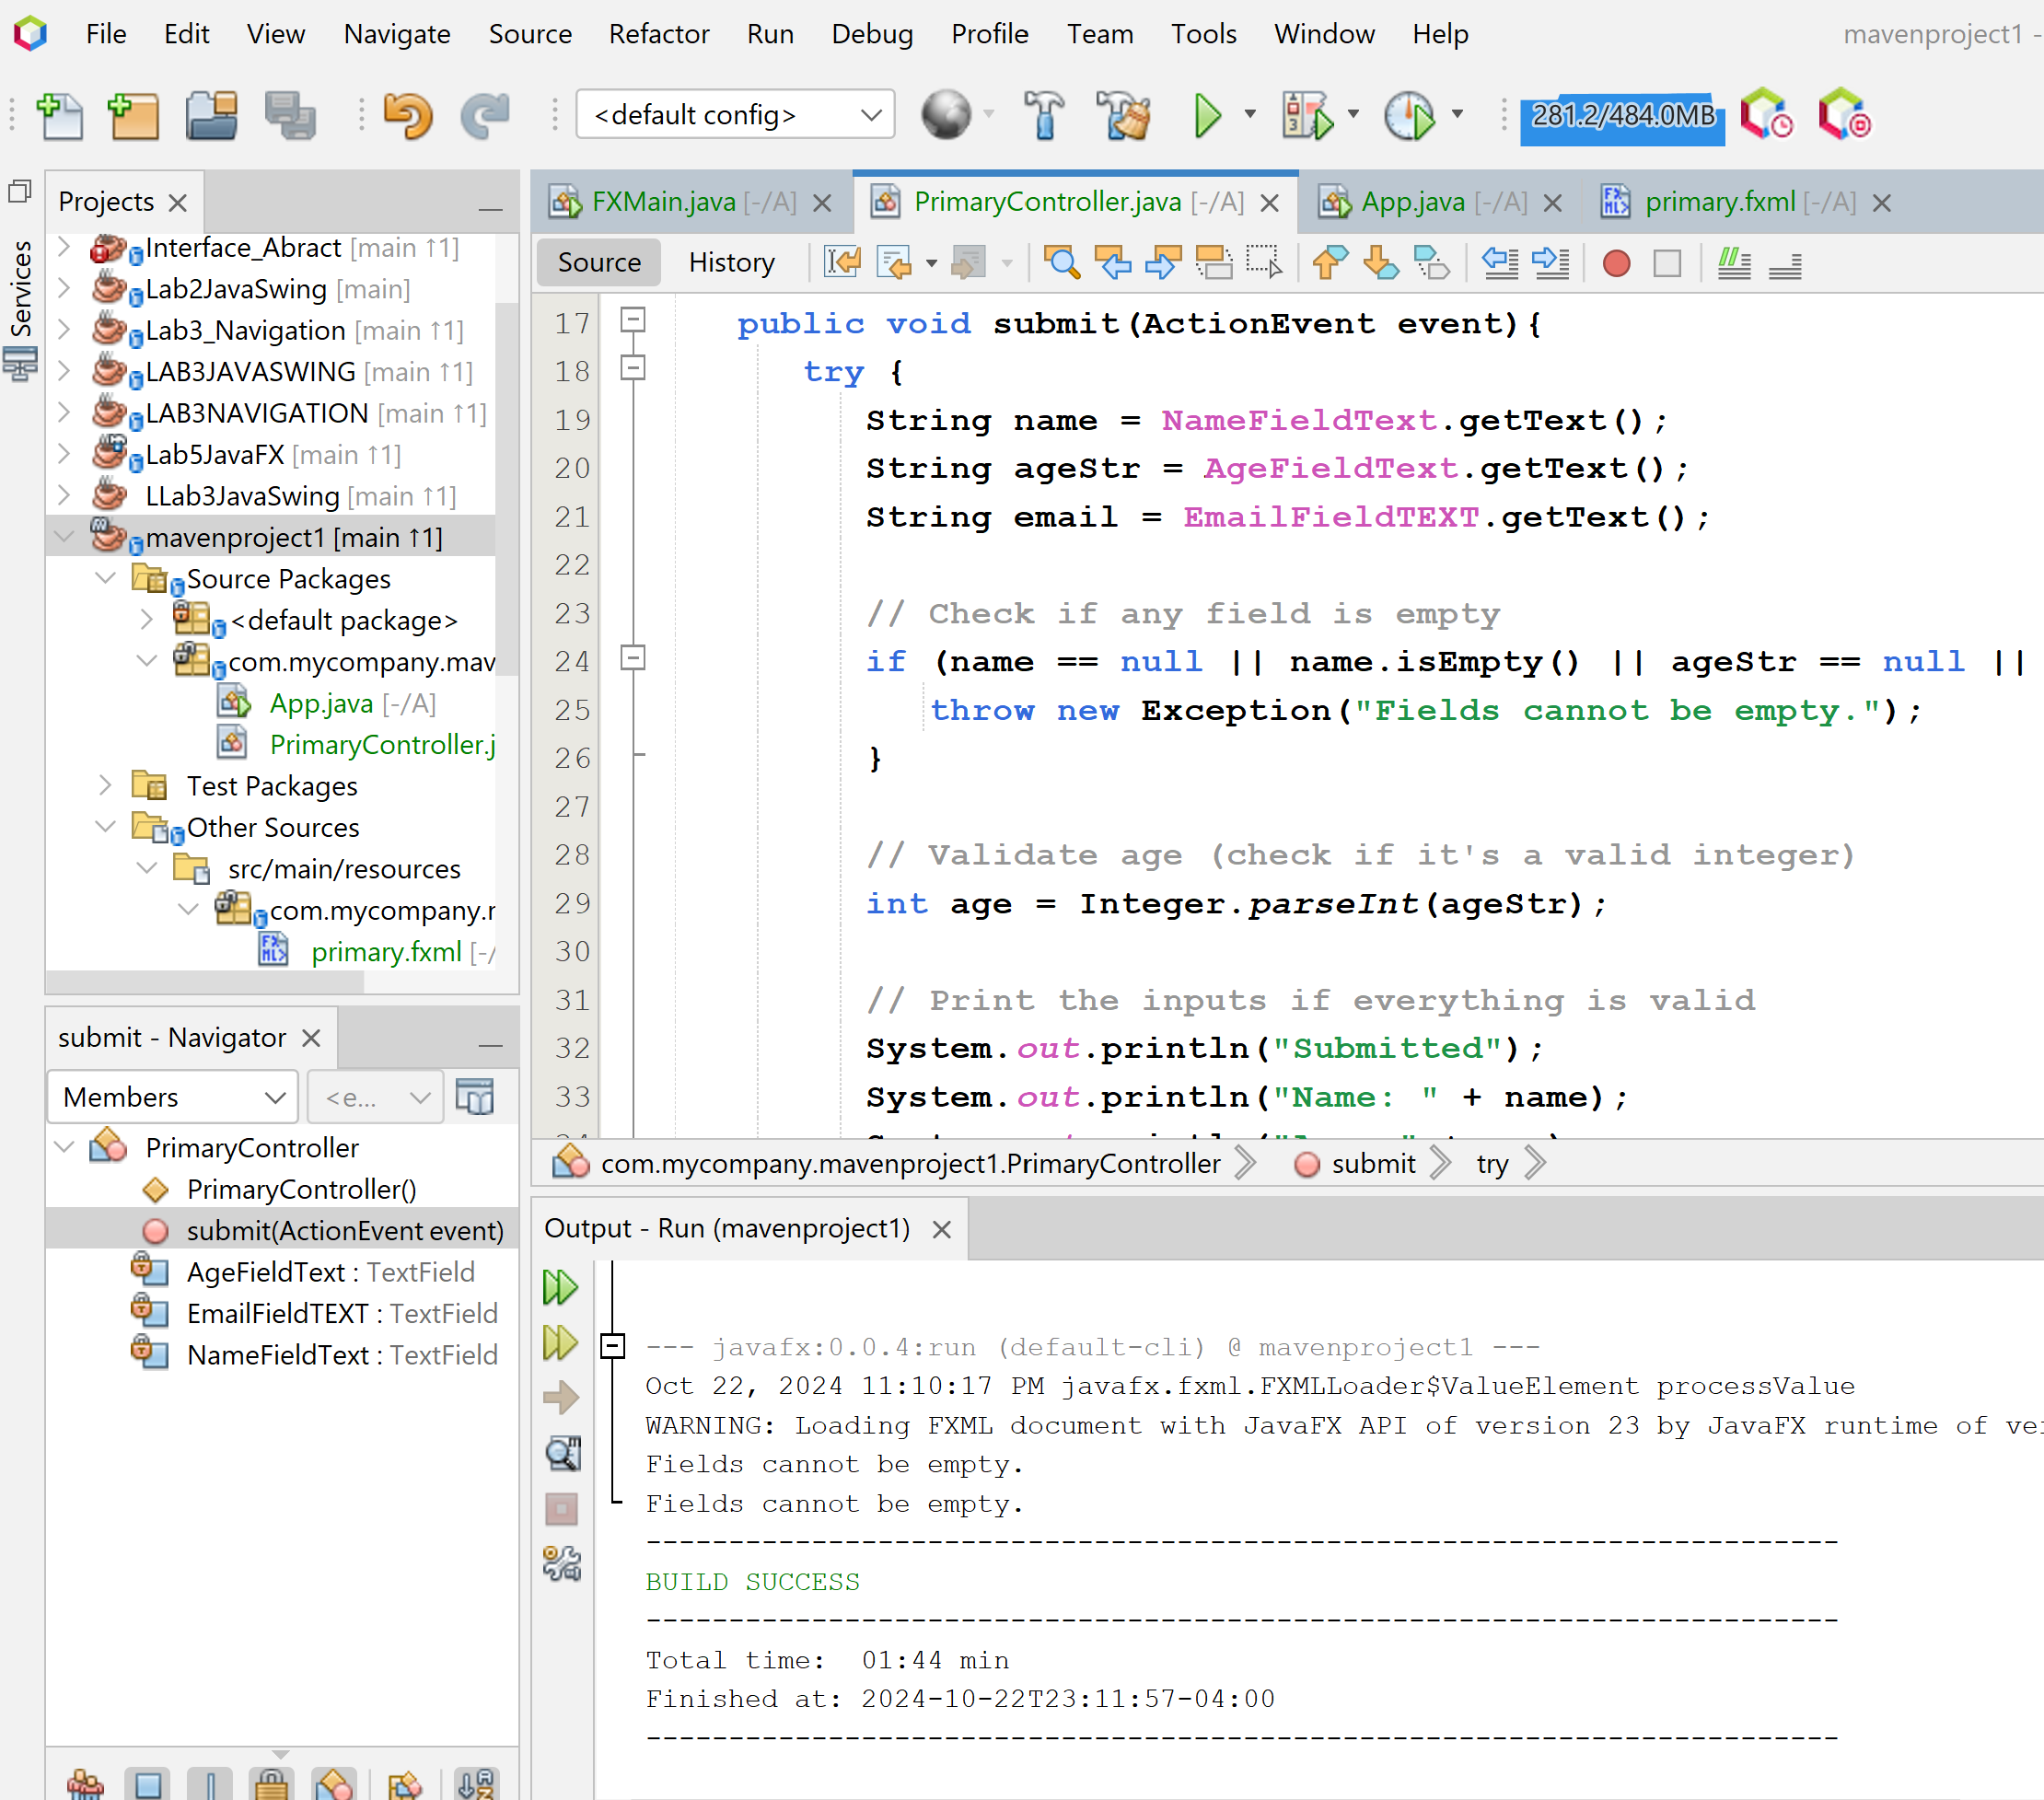 File Edit View Navigate Source Refactor Run Debug Profile Team Tools Window Help mavenproject1 -
<default config> 281.2/484.0MB
Services
Projects
Interface_Abract [main ↑1]
Lab2JavaSwing [main]
Lab3_Navigation [main ↑1]
LAB3JAVASWING [main ↑1]
LAB3NAVIGATION [main ↑1]
Lab5JavaFX [main ↑1]
LLab3JavaSwing [main ↑1]
mavenproject1 [main ↑1]
Source Packages
<default package>
com.mycompany.mav
App.java [-/A]
PrimaryController.j
Test Packages
Other Sources
src/main/resources
com.mycompany.r
primary.fxml [-/
submit - Navigator
Members <e...
PrimaryController
PrimaryController()
submit(ActionEvent event)
AgeFieldText : TextField
EmailFieldTEXT : TextField
NameFieldText : TextField
FXMain.java [-/A] PrimaryController.java [-/A] App.java [-/A] primary.fxml [-/A]
Source History
17 public void submit(ActionEvent event){
18 try {
19 String name = NameFieldText.getText();
20 String ageStr = AgeFieldText.getText();
21 String email = EmailFieldTEXT.getText();
22
23 // Check if any field is empty
24 if (name == null || name.isEmpty() || ageStr == null ||
25 throw new Exception("Fields cannot be empty.");
26 }
27
28 // Validate age (check if it's a valid integer)
29 int age = Integer.parseInt(ageStr);
30
31 // Print the inputs if everything is valid
32 System.out.println("Submitted");
33 System.out.println("Name: " + name);
com.mycompany.mavenproject1.PrimaryController submit try
Output - Run (mavenproject1)
--- javafx:0.0.4:run (default-cli) @ mavenproject1 ---
Oct 22, 2024 11:10:17 PM javafx.fxml.FXMLLoader$ValueElement processValue
WARNING: Loading FXML document with JavaFX API of version 23 by JavaFX runtime of ve
Fields cannot be empty.
Fields cannot be empty.
------------------------------------------------------------------------
BUILD SUCCESS
------------------------------------------------------------------------
Total time:  01:44 min
Finished at: 2024-10-22T23:11:57-04:00
------------------------------------------------------------------------